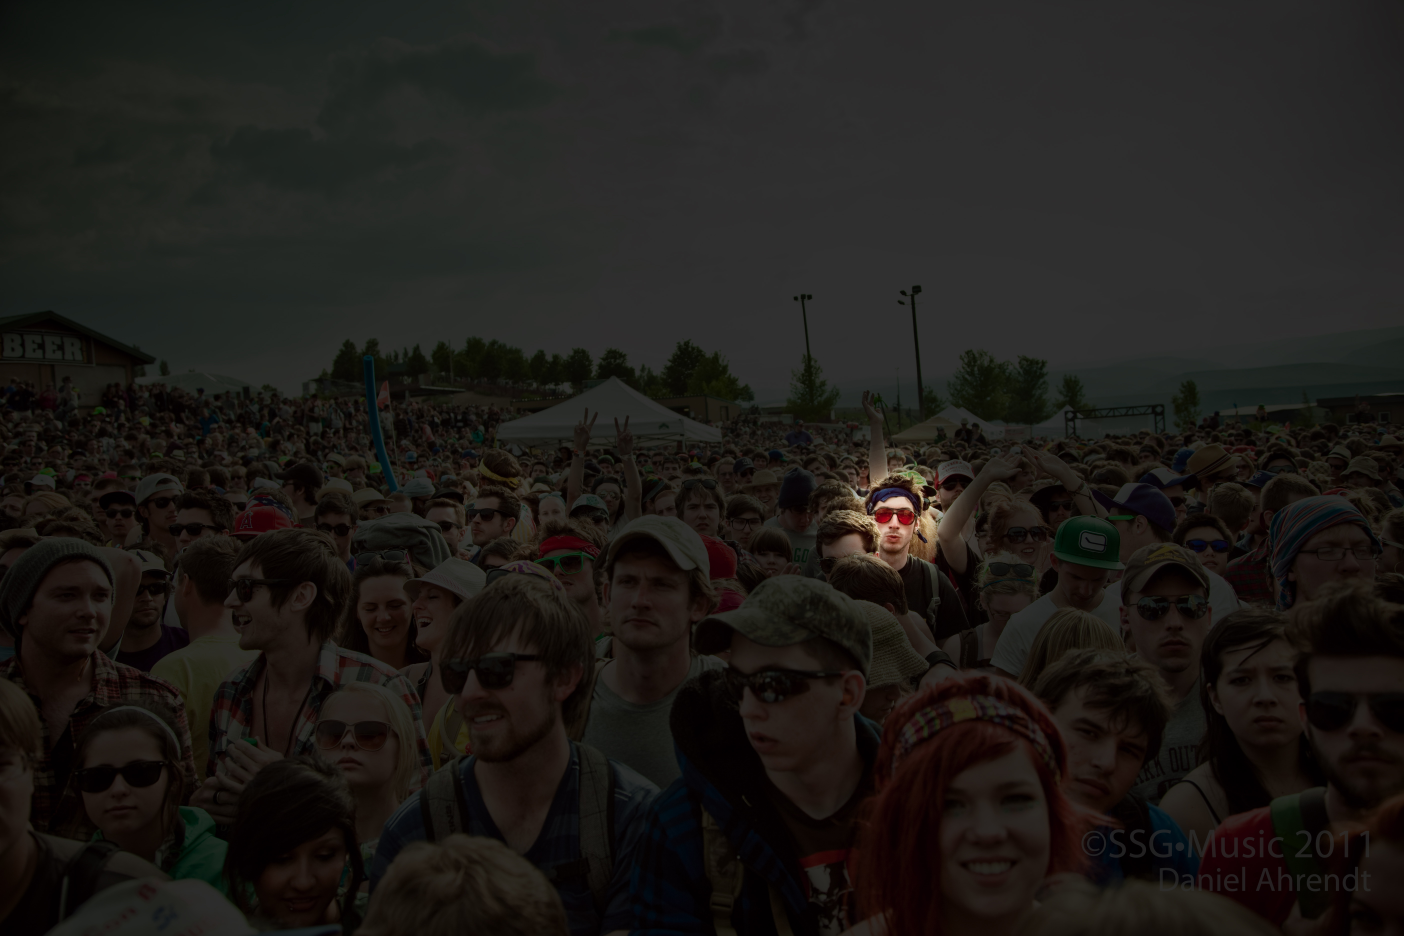 BEER
©SSG•Music 2011
Daniel Ahrendt